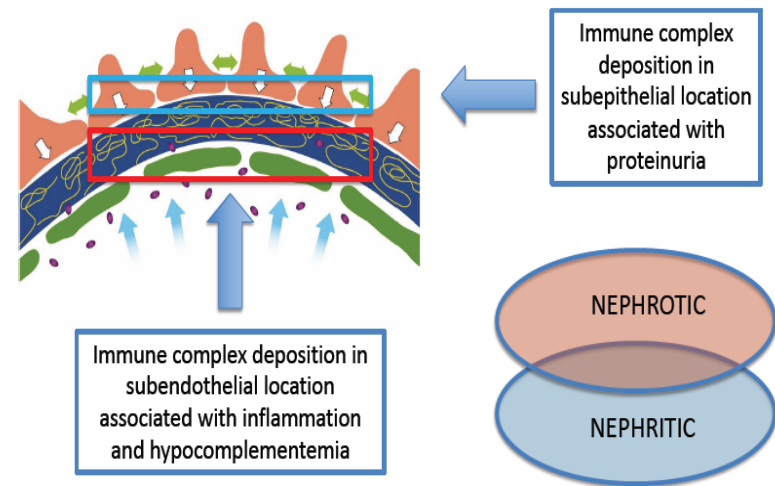 Immune complex
deposition in
subepithelial location
associated with
proteinuria
Immune complex deposition in
subendothelial location
associated with inflammation
and hypocomplementemia
NEPHROTIC
NEPHRITIC